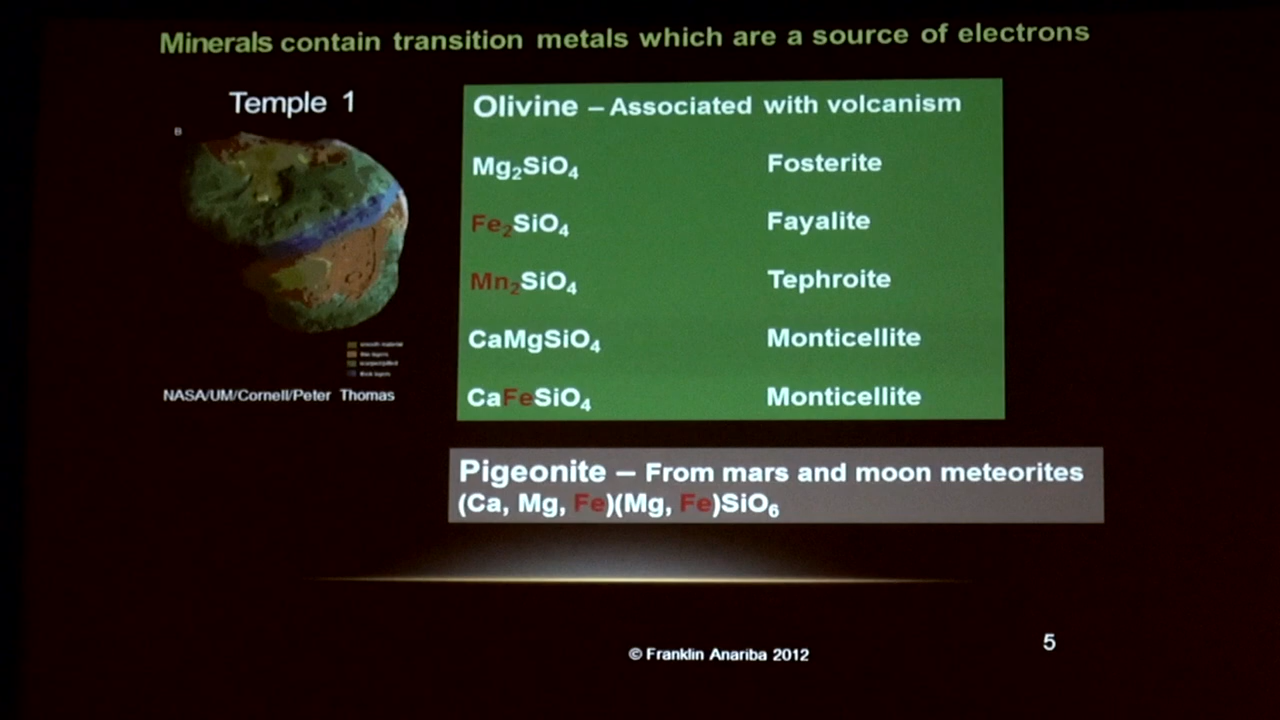 Minerals contain transition metals which are a source of electrons
Temple 1
B
NASA/UM/Cornell/Peter Thomas
Olivine – Associated with volcanism
Mg₂SiO₄ Fosterite
Fe₂SiO₄ Fayalite
Mn₂SiO₄ Tephroite
CaMgSiO₄ Monticellite
CaFeSiO₄ Monticellite
Pigeonite – From mars and moon meteorites
(Ca, Mg, Fe)(Mg, Fe)SiO₆
© Franklin Anariba 2012
5